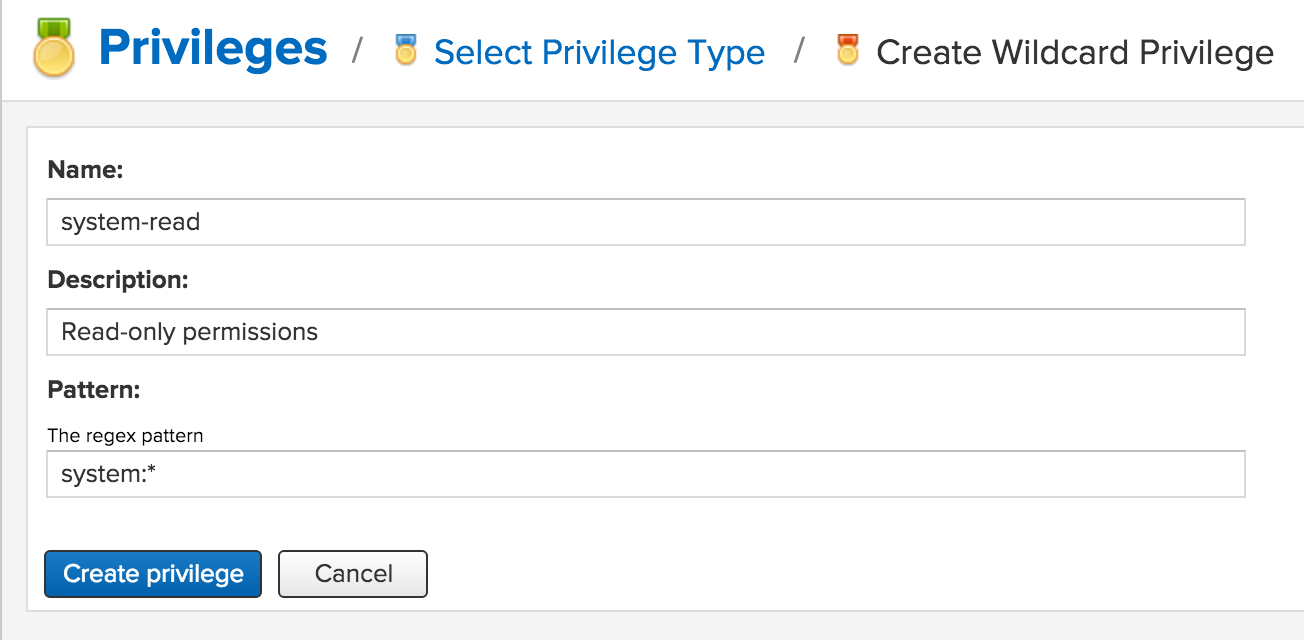 Privileges / Select Privilege Type / Create Wildcard Privilege
Name:
system-read
Description:
Read-only permissions
Pattern:
The regex pattern
system:*
Create privilege Cancel